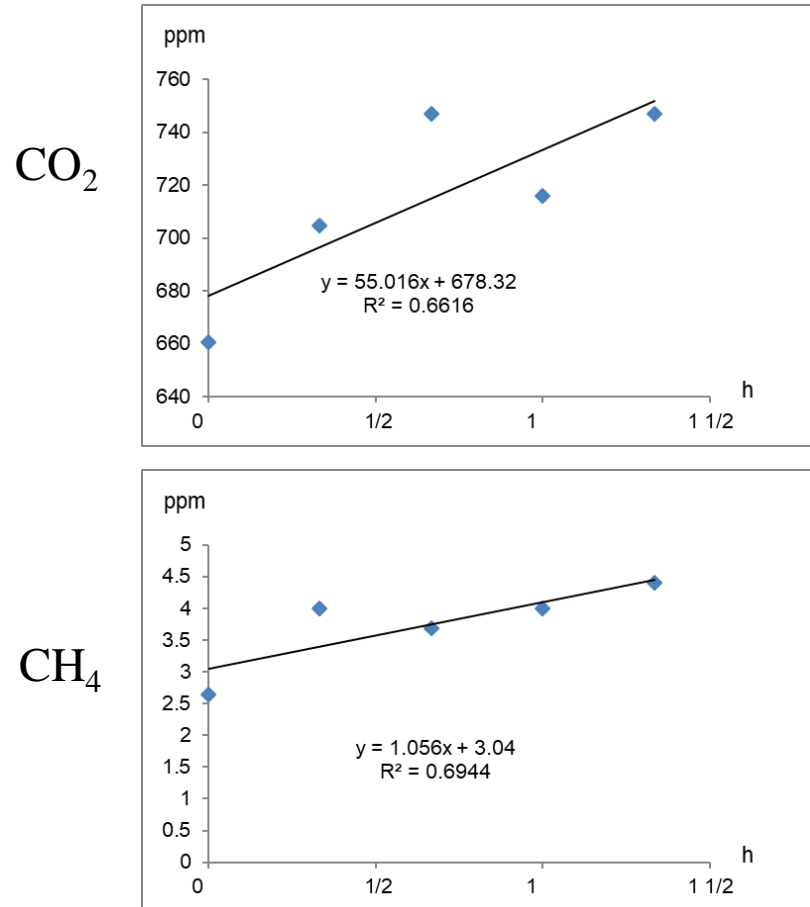 CO₂
ppm
760
740
720
700
680
660
640
y = 55.016x + 678.32
R² = 0.6616
h
0 1/2 1 1 1/2
CH₄
ppm
5
4.5
4
3.5
3
2.5
2
1.5
1
0.5
0
y = 1.056x + 3.04
R² = 0.6944
h
0 1/2 1 1 1/2